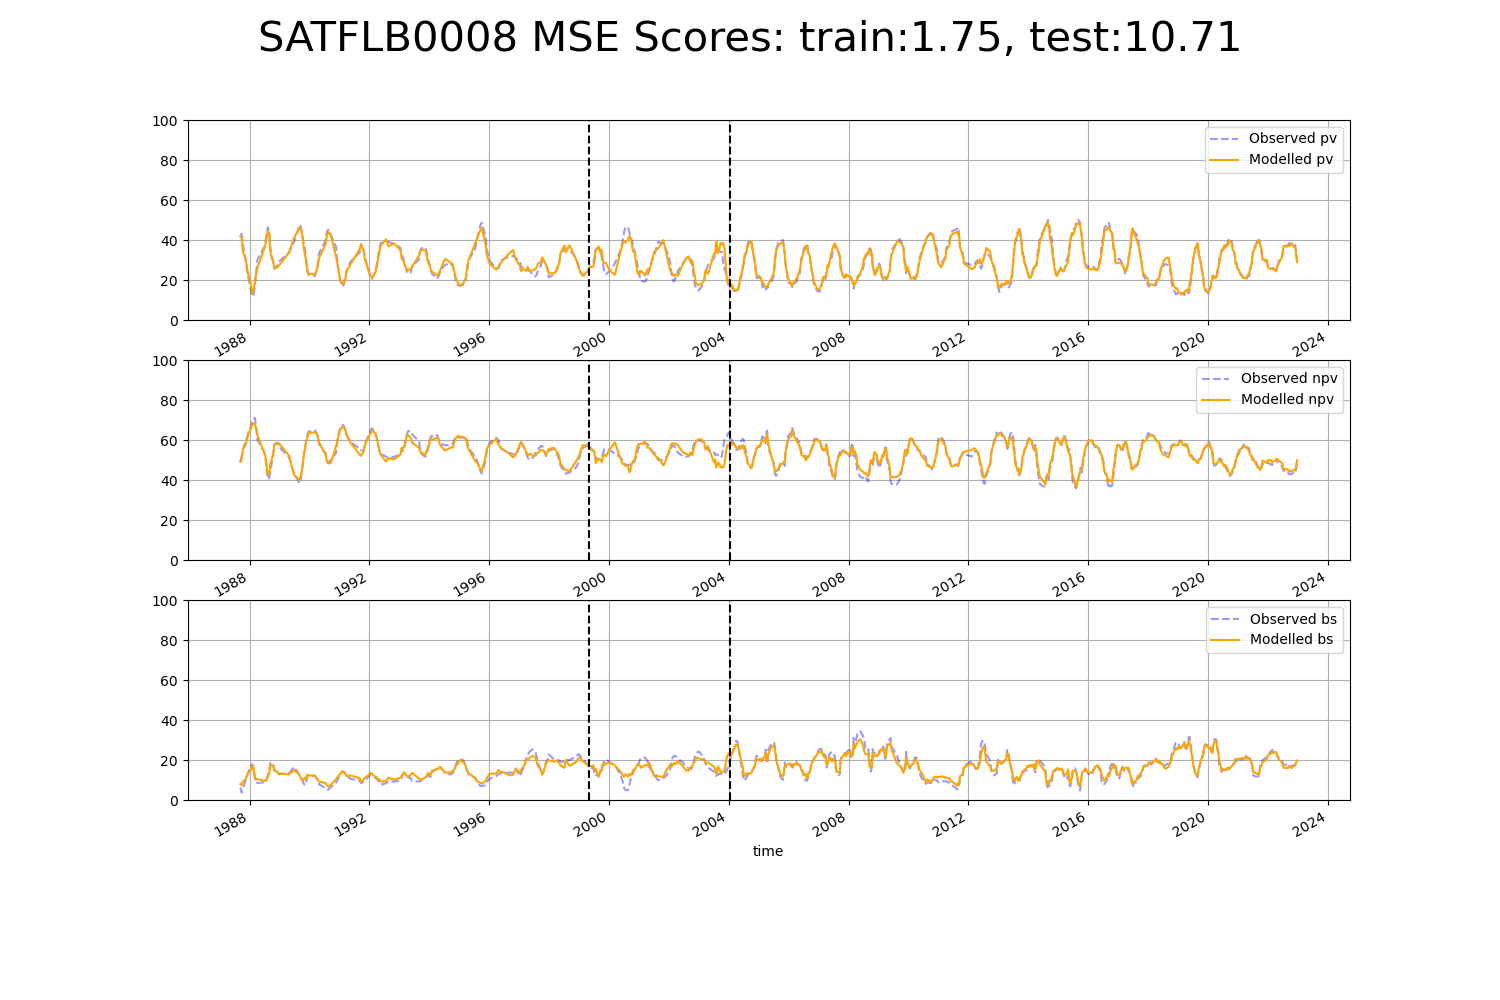 SATFLB0008 MSE Scores: train:1.75, test:10.71
100
80
60
40
20
0
Observed pv
Modelled pv
1988 1992 1996 2000 2004 2008 2012 2016 2020 2024
100
80
60
40
20
0
Observed npv
Modelled npv
1988 1992 1996 2000 2004 2008 2012 2016 2020 2024
100
80
60
40
20
0
Observed bs
Modelled bs
1988 1992 1996 2000 2004 2008 2012 2016 2020 2024
time